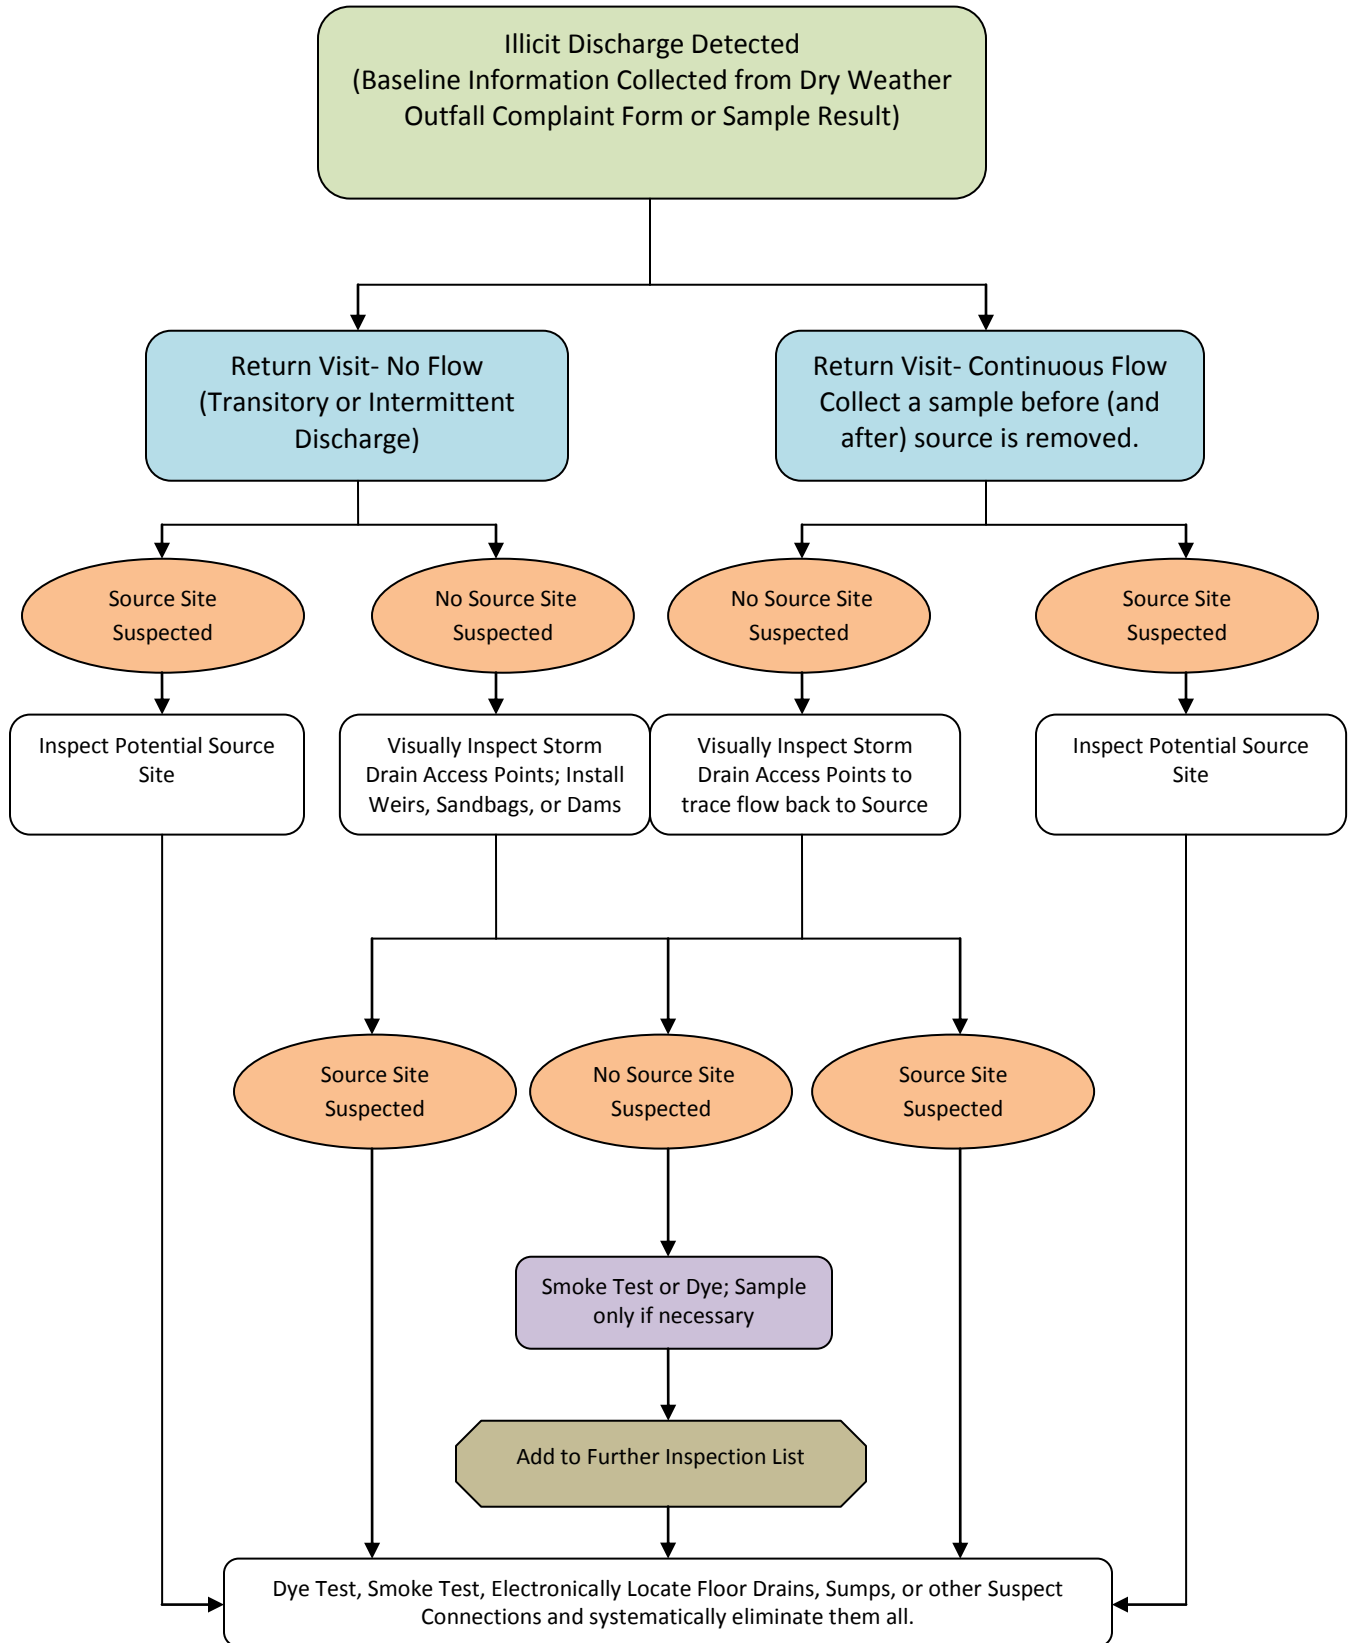 Illicit Discharge Detected
(Baseline Information Collected from Dry Weather
Outfall Complaint Form or Sample Result)
Return Visit- No Flow
(Transitory or Intermittent
Discharge)
Return Visit- Continuous Flow
Collect a sample before (and
after) source is removed.
Source Site
Suspected
No Source Site
Suspected
No Source Site
Suspected
Source Site
Suspected
Inspect Potential Source
Site
Visually Inspect Storm
Drain Access Points; Install
Weirs, Sandbags, or Dams
Visually Inspect Storm
Drain Access Points to
trace flow back to Source
Inspect Potential Source
Site
Source Site
Suspected
No Source Site
Suspected
Source Site
Suspected
Smoke Test or Dye; Sample
only if necessary
Add to Further Inspection List
Dye Test, Smoke Test, Electronically Locate Floor Drains, Sumps, or other Suspect
Connections and systematically eliminate them all.